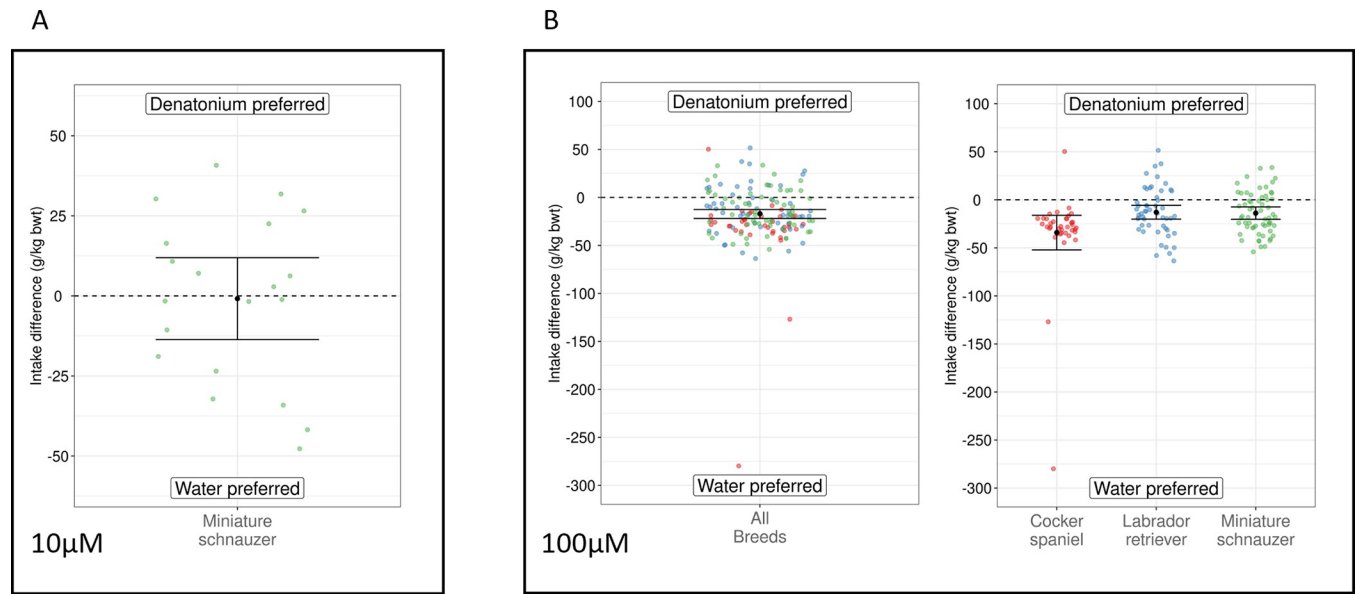 A
B
Denatonium preferred
50
25
0
-25
-50
Intake difference (g/kg bwt)
Water preferred
Miniature
schnauzer
10µM
Denatonium preferred
100
50
0
-50
-100
-150
-200
-250
-300
Intake difference (g/kg bwt)
Water preferred
All
Breeds
100µM
Denatonium preferred
100
50
0
-50
-100
-150
-200
-250
-300
Intake difference (g/kg bwt)
Water preferred
Cocker
spaniel
Labrador
retriever
Miniature
schnauzer